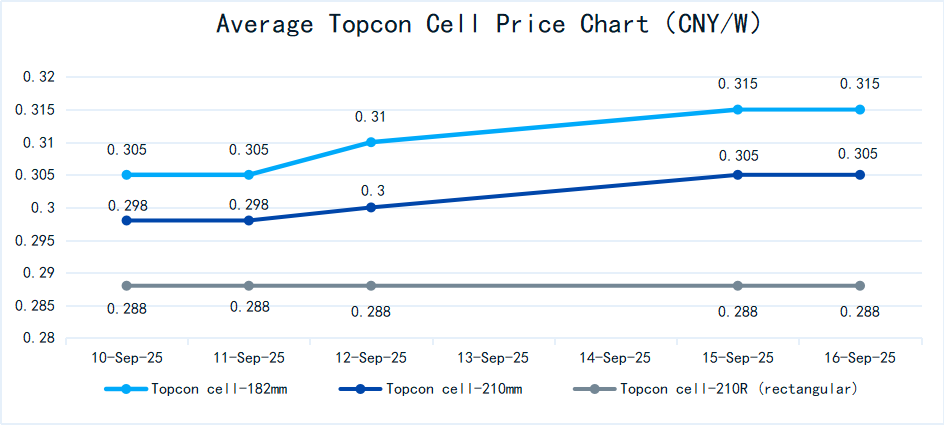 Average Topcon Cell Price Chart (CNY/W)
0.32
0.315
0.31
0.305
0.3
0.295
0.29
0.285
0.28
0.305 0.305 0.31 0.315 0.315
0.298 0.298 0.3 0.305 0.305
0.288 0.288 0.288 0.288 0.288
10-Sep-25 11-Sep-25 12-Sep-25 13-Sep-25 14-Sep-25 15-Sep-25 16-Sep-25
Topcon cell-182mm Topcon cell-210mm Topcon cell-210R (rectangular)